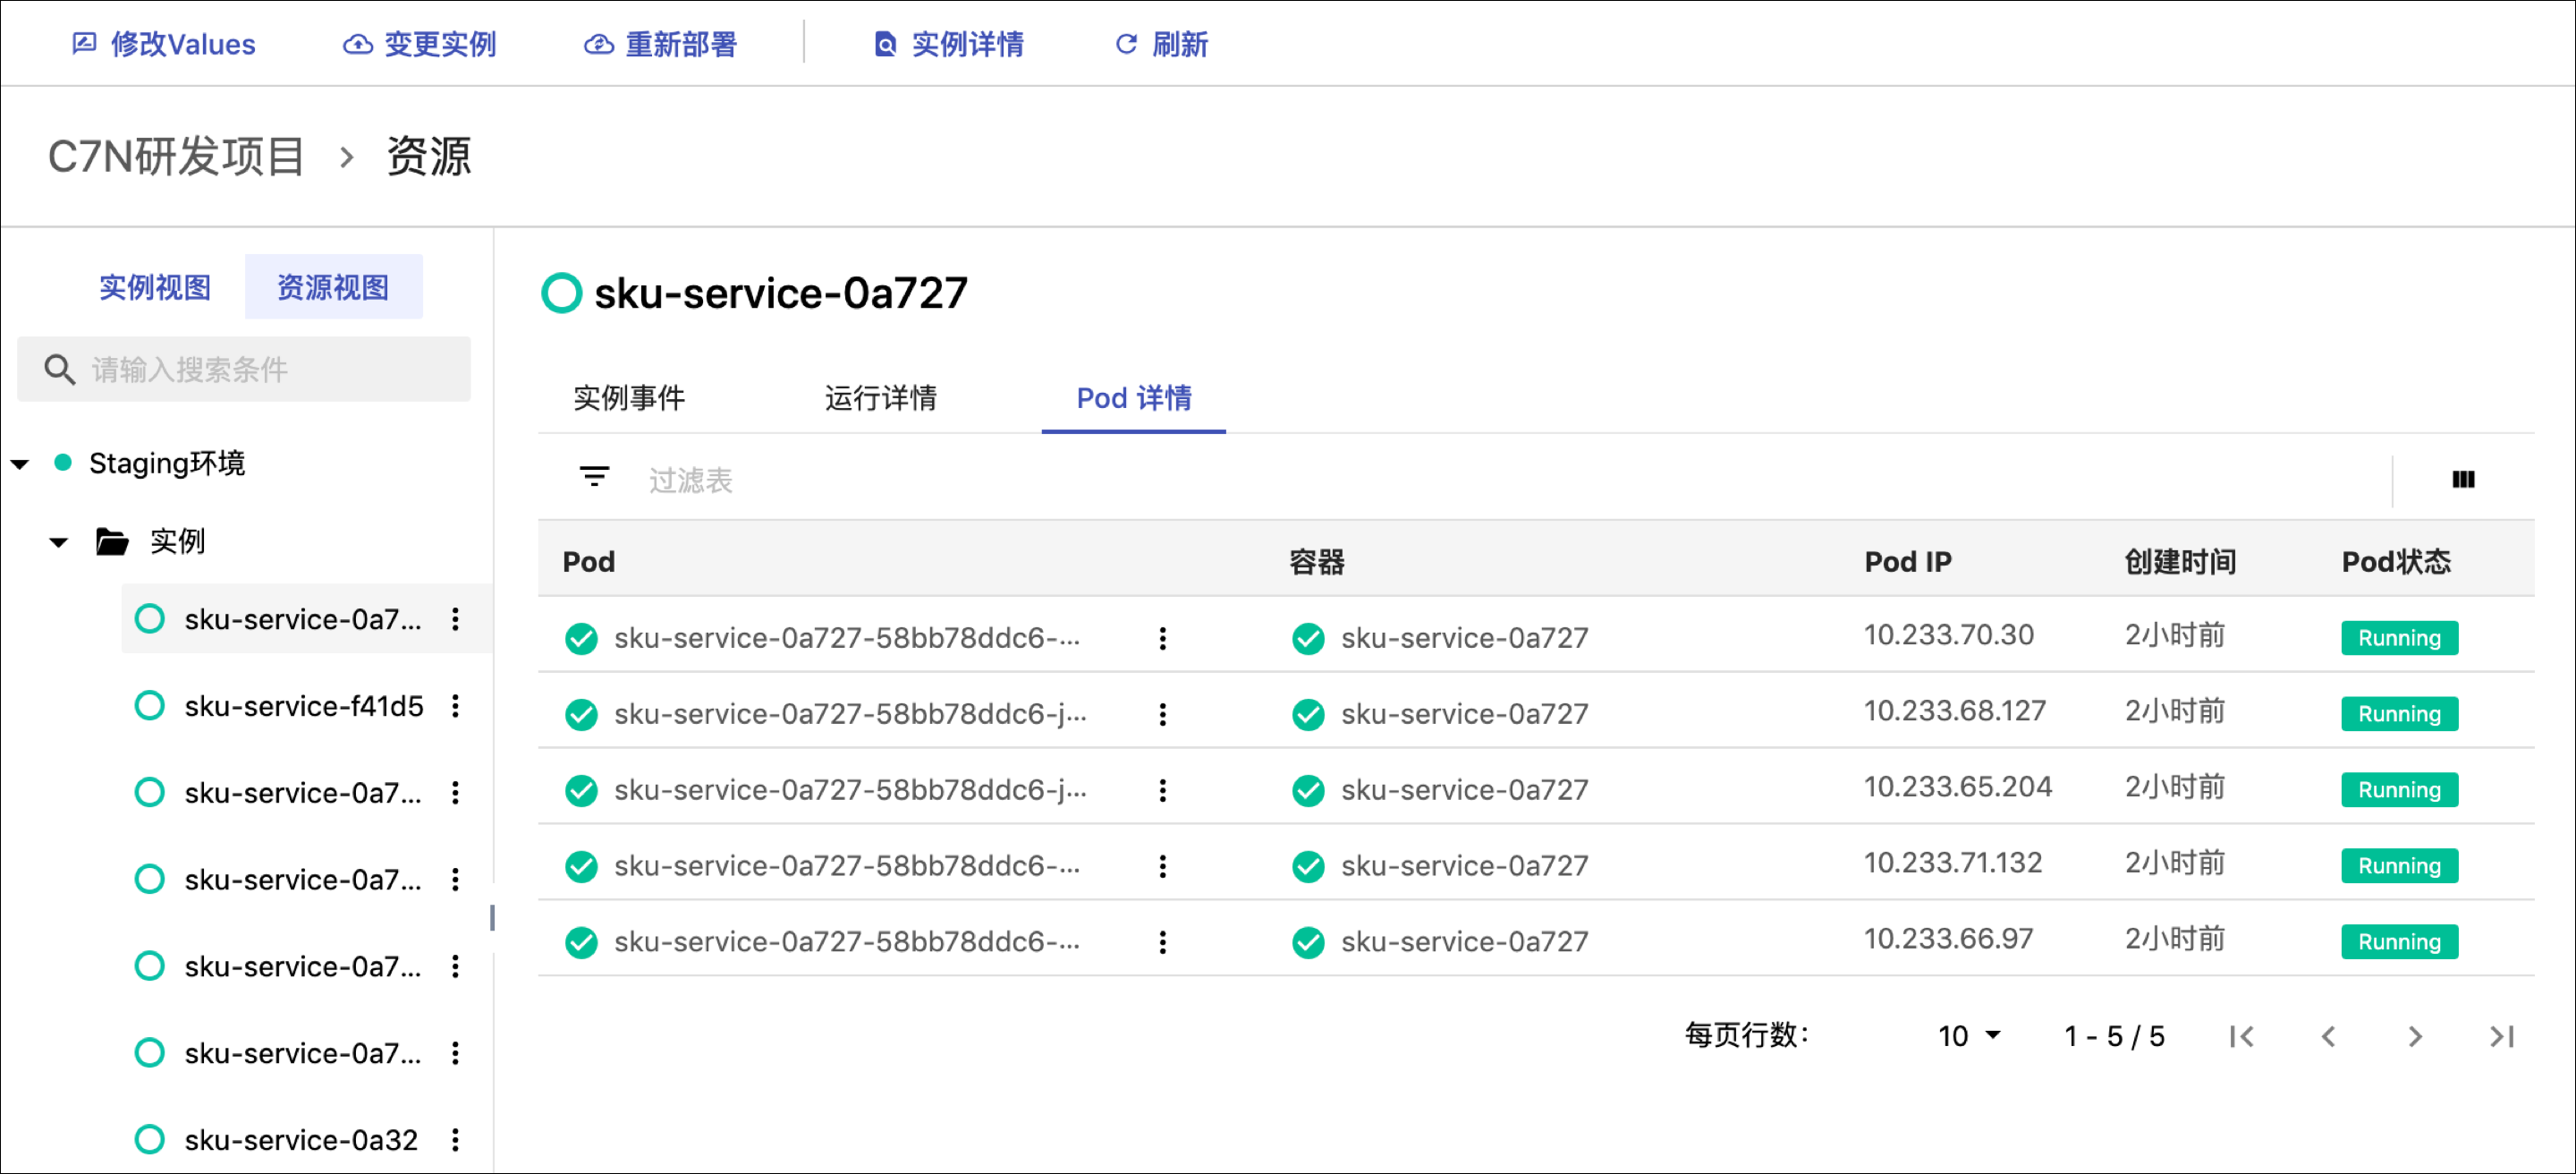 修改Values 变更实例 重新部署 实例详情 刷新
C7N研发项目 > 资源
实例视图 资源视图
请输入搜索条件
Staging环境
实例
sku-service-0a7...
sku-service-f41d5
sku-service-0a7...
sku-service-0a7...
sku-service-0a7...
sku-service-0a7...
sku-service-0a32
sku-service-0a727
实例事件 运行详情 Pod 详情
过滤表
Pod 容器 Pod IP 创建时间 Pod状态
sku-service-0a727-58bb78ddc6-... sku-service-0a727 10.233.70.30 2小时前 Running
sku-service-0a727-58bb78ddc6-j... sku-service-0a727 10.233.68.127 2小时前 Running
sku-service-0a727-58bb78ddc6-j... sku-service-0a727 10.233.65.204 2小时前 Running
sku-service-0a727-58bb78ddc6-... sku-service-0a727 10.233.71.132 2小时前 Running
sku-service-0a727-58bb78ddc6-... sku-service-0a727 10.233.66.97 2小时前 Running
每页行数: 10 1 - 5 / 5